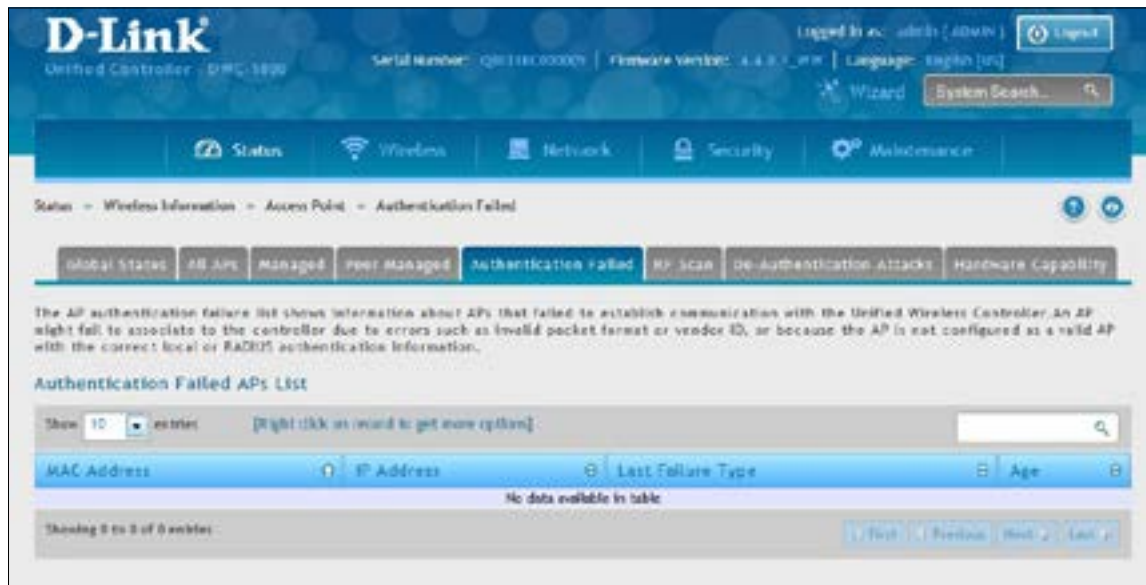 D-Link
Unified Controller - DWC-1000
Logged in as: admin [ADMIN]
Logout
Serial Number: Firmware Version: Language: English [US]
Wizard
System Search...
Status
Wireless
Network
Security
Maintenance
Status » Wireless Information » Access Point » Authentication Failed
Global Status
All APs
Managed
Peer Managed
Authentication Failed
RF Scan
De-Authentication Attacks
Hardware Capability
The AP authentication failure list shows information about APs that failed to establish communication with the Unified Wireless Controller.An AP
might fail to associate to the controller due to errors such as invalid packet format or vendor ID, or because the AP is not configured as a valid AP
with the correct local or RADIUS authentication information.
Authentication Failed APs List
Show 10 entries
[Right click on record to get more options]
MAC Address
IP Address
Last Failure Type
Age
No data available in table
Showing 0 to 0 of 0 entries
First
Previous
Next
Last